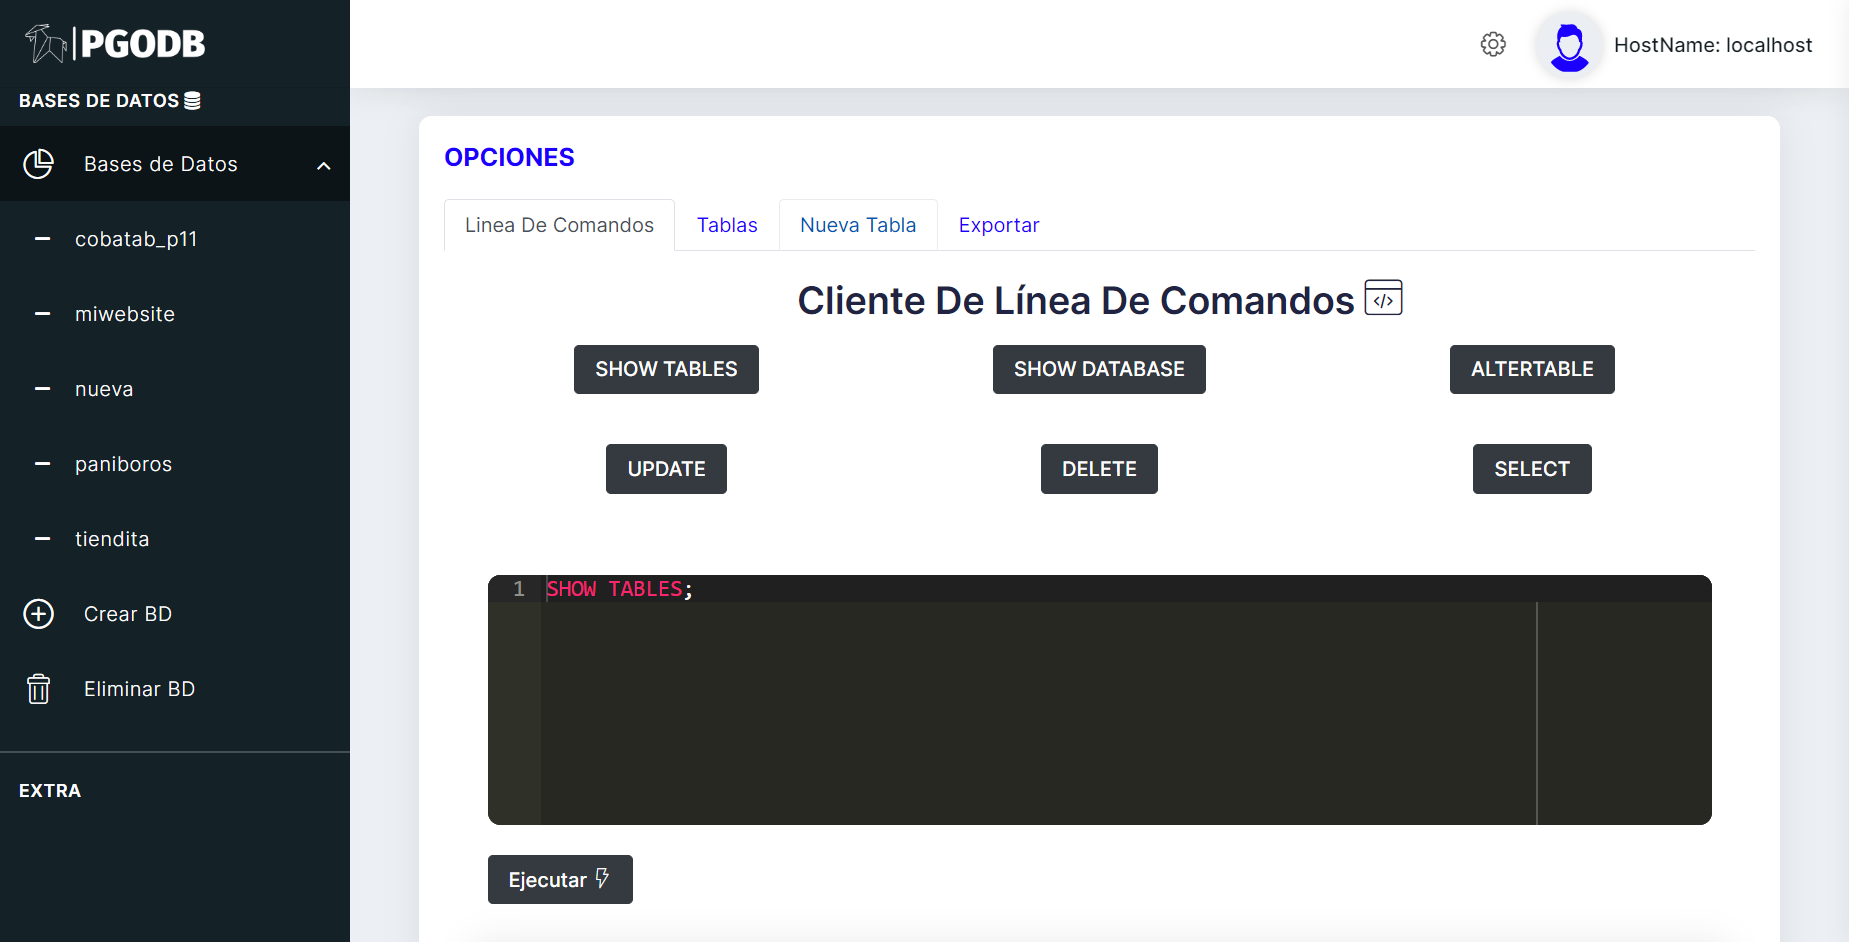 PGODB
BASES DE DATOS
Bases de Datos
cobatab_p11
miwebsite
nueva
paniboros
tiendita
Crear BD
Eliminar BD
EXTRA
HostName: localhost
OPCIONES
Linea De Comandos
Tablas
Nueva Tabla
Exportar
Cliente De Línea De Comandos </>
SHOW TABLES
SHOW DATABASE
ALTERTABLE
UPDATE
DELETE
SELECT
1 SHOW TABLES;
Ejecutar